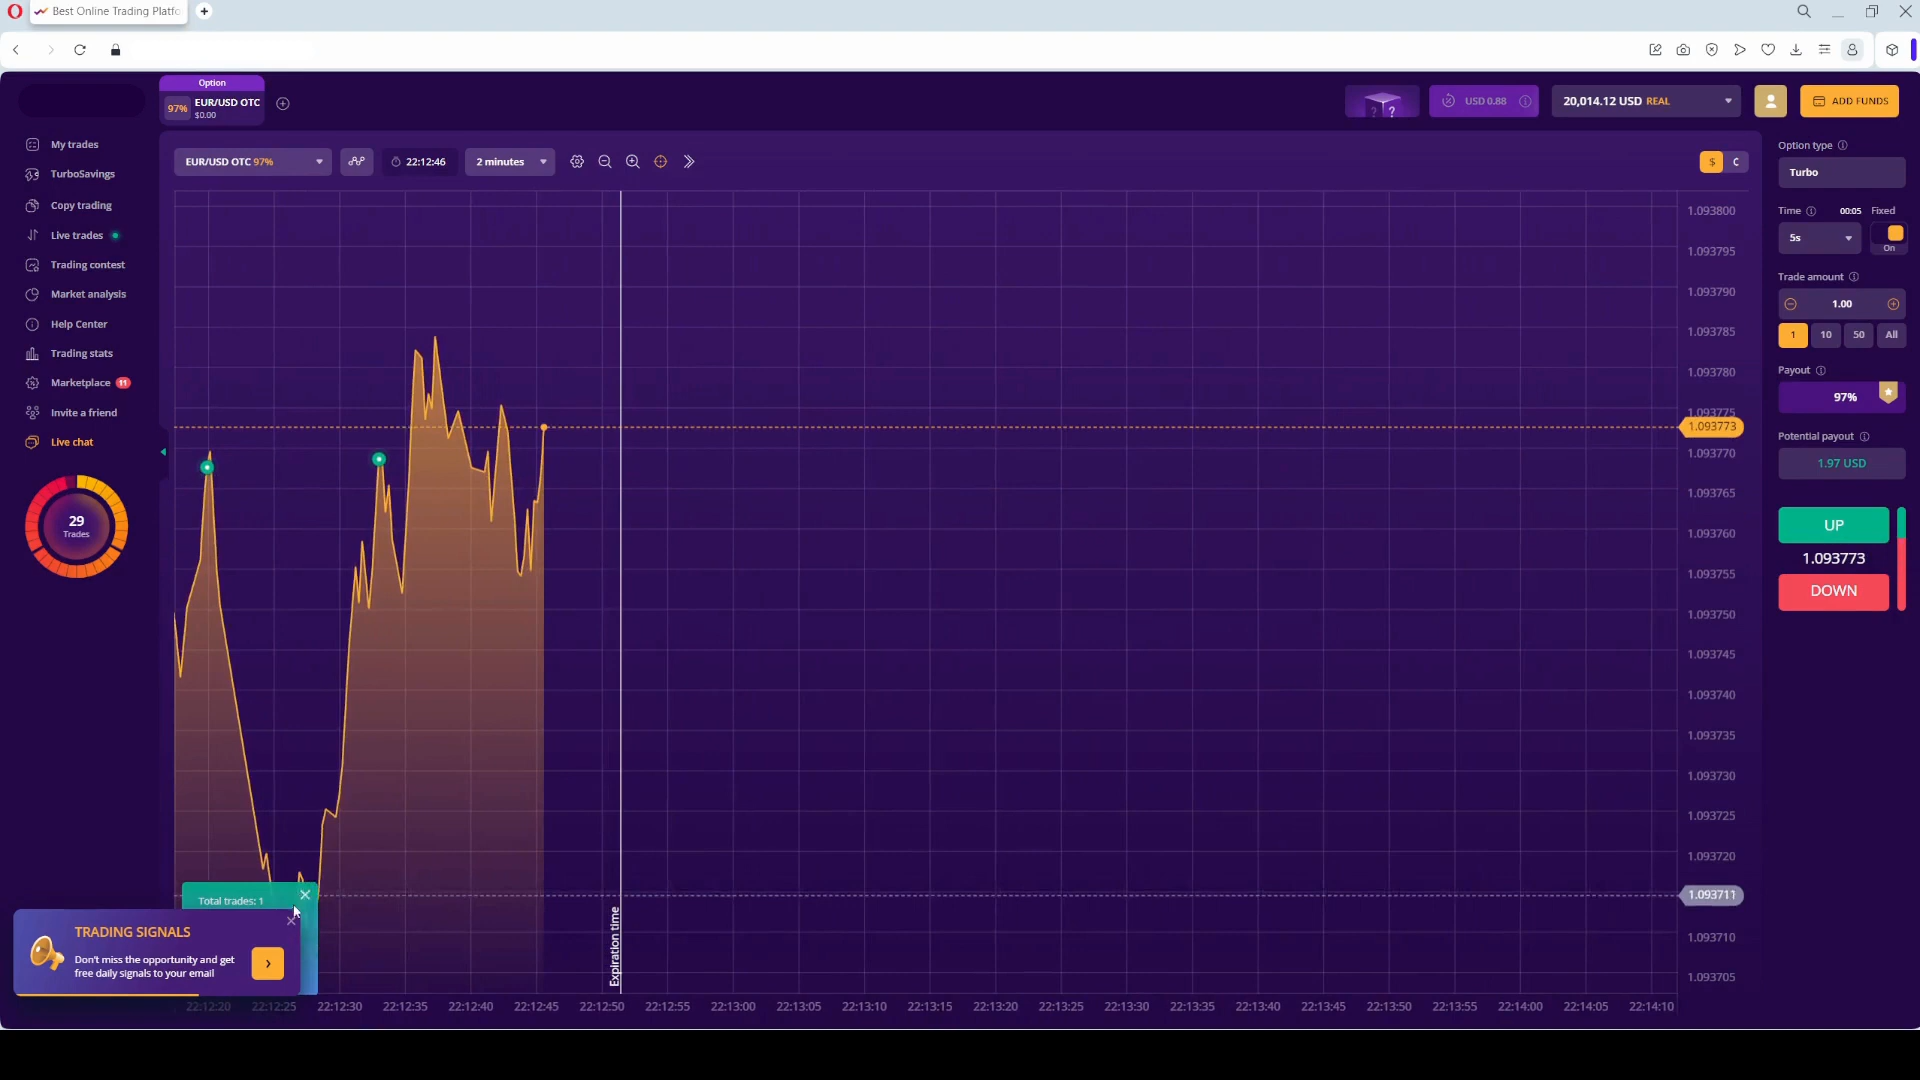 Best Online Trading Platfo
Option
97%
EUR/USD OTC
$0.00
USD 0.88
20,014.12 USD REAL
ADD FUNDS
My trades
TurboSavings
Copy trading
Live trades
Trading contest
Market analysis
Help Center
Trading stats
Marketplace 11
Invite a friend
Live chat
29
Trades
EUR/USD OTC 97%
22:12:46
2 minutes
$ C
1.093800
1.093795
1.093790
1.093785
1.093780
1.093775
1.093773
1.093770
1.093765
1.093760
1.093755
1.093750
1.093745
1.093740
1.093735
1.093730
1.093725
1.093720
1.093711
1.093710
1.093705
Expiration time
Total trades: 1
TRADING SIGNALS
Don't miss the opportunity and get
free daily signals to your email
22:12:20 22:12:25 22:12:30 22:12:35 22:12:40 22:12:45 22:12:50 22:12:55 22:13:00 22:13:05 22:13:10 22:13:15 22:13:20 22:13:25 22:13:30 22:13:35 22:13:40 22:13:45 22:13:50 22:13:55 22:14:00 22:14:05 22:14:10
Option type
Turbo
Time 00:05 Fixed
5s
On
Trade amount
1.00
1 10 50 All
Payout
97%
Potential payout
1.97 USD
UP
1.093773
DOWN